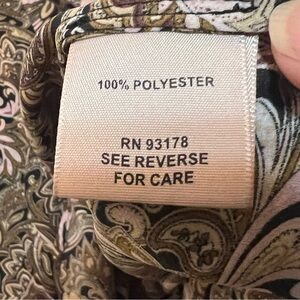 100% POLYESTER
RN 93178
SEE REVERSE
FOR CARE